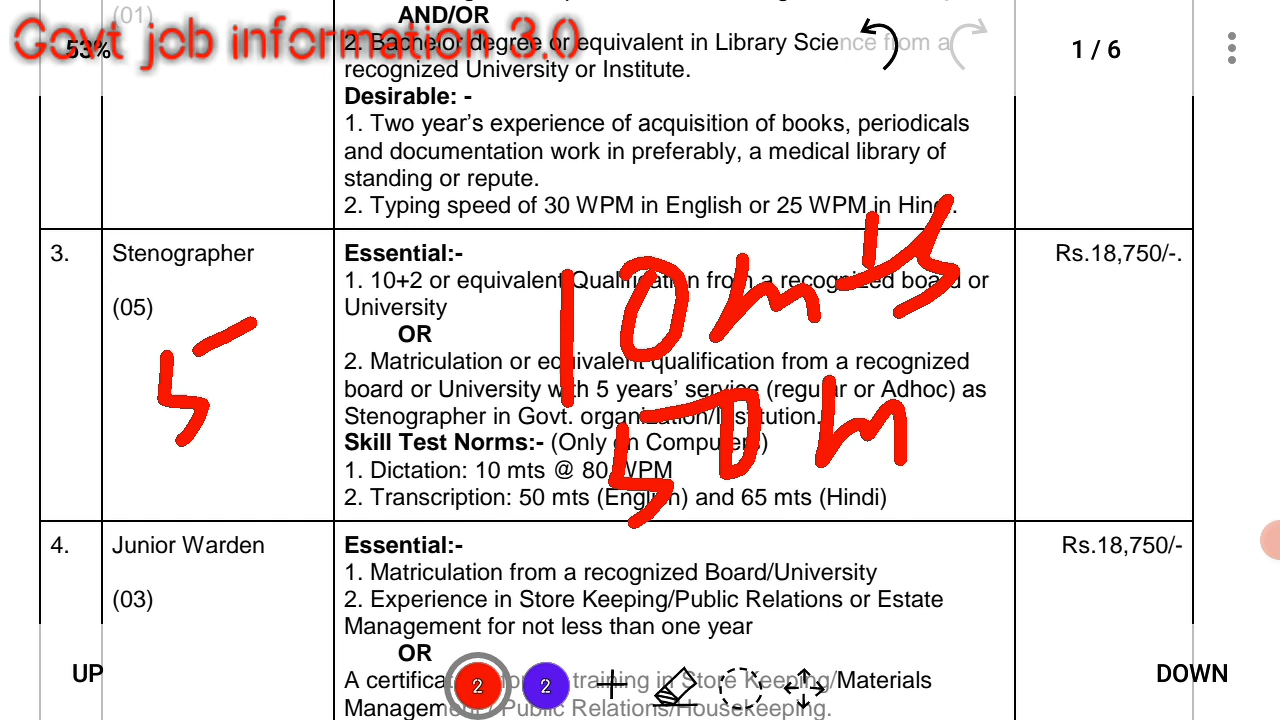 (01)
AND/OR
Govt job information 3.0
53%
2. Bachelor degree or equivalent in Library Science from a
recognized University or Institute.
1 / 6
Desirable: -
1. Two year’s experience of acquisition of books, periodicals
and documentation work in preferably, a medical library of
standing or repute.
2. Typing speed of 30 WPM in English or 25 WPM in Hindi.
3.
Stenographer
(05)
5
Essential:-
1. 10+2 or equivalent Qualification from a recognized board or
University
OR
2. Matriculation or equivalent qualification from a recognized
board or University with 5 years’ service (regular or Adhoc) as
Stenographer in Govt. organization/Institution.
Skill Test Norms:- (Only on Computers)
1. Dictation: 10 mts @ 80 WPM
2. Transcription: 50 mts (English) and 65 mts (Hindi)
Rs.18,750/-.
10 m
50 m
4.
Junior Warden
(03)
Essential:-
1. Matriculation from a recognized Board/University
2. Experience in Store Keeping/Public Relations or Estate
Management for not less than one year
OR
training in Store Keeping/Materials
Public Relations/Housekeeping.
Rs.18,750/-
UP
2
2
DOWN